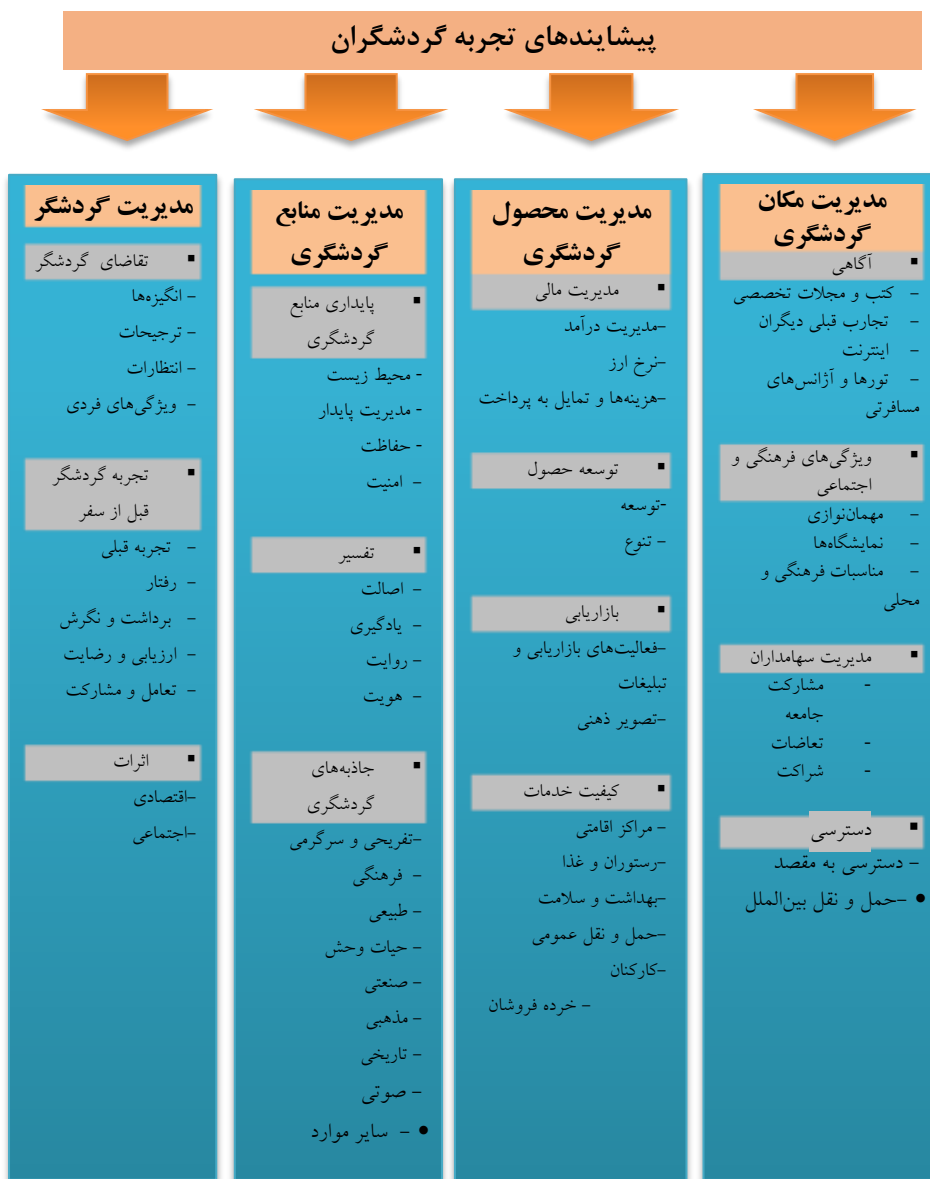 پیشایندهای تجربه گردشگران
مدیریت مکان
گردشگری
▪ آگاهی
– کتب و مجلات تخصصی
– تجارب قبلی دیگران
– اینترنت
– تورها و آژانس‌های
مسافرتی
▪ ویژگی‌های فرهنگی و
اجتماعی
– مهمان‌نوازی
– نمایشگاه‌ها
– مناسبات فرهنگی و
محلی
▪ مدیریت سهامداران
- مشارکت
جامعه
- تعاضات
- شراکت
▪ دسترسی
– دسترسی به مقصد
● –حمل و نقل بین‌الملل
مدیریت محصول
گردشگری
▪ مدیریت مالی
–مدیریت درآمد
–نرخ ارز
–هزینه‌ها و تمایل به پرداخت
▪ توسعه حصول
-توسعه
– تنوع
▪ بازاریابی
–فعالیت‌های بازاریابی و
تبلیغات
–تصویر ذهنی
▪ کیفیت خدمات
– مراکز اقامتی
–رستوران و غذا
–بهداشت و سلامت
–حمل و نقل عمومی
–کارکنان
– خرده فروشان
مدیریت منابع
گردشگری
▪ پایداری منابع
گردشگری
- محیط زیست
- مدیریت پایدار
- حفاظت
– امنیت
▪ تفسیر
– اصالت
– یادگیری
– روایت
– هویت
▪ جاذبه‌های
گردشگری
–تفریحی و سرگرمی
– فرهنگی
– طبیعی
– حیات وحش
– صنعتی
– مذهبی
– تاریخی
– صوتی
● – سایر موارد
مدیریت گردشگر
▪ تقاضای گردشگر
– انگیزه‌ها
– ترجیحات
– انتظارات
– ویژگی‌های فردی
▪ تجربه گردشگر
قبل از سفر
– تجربه قبلی
– رفتار
– برداشت و نگرش
– ارزیابی و رضایت
– تعامل و مشارکت
▪ اثرات
–اقتصادی
–اجتماعی